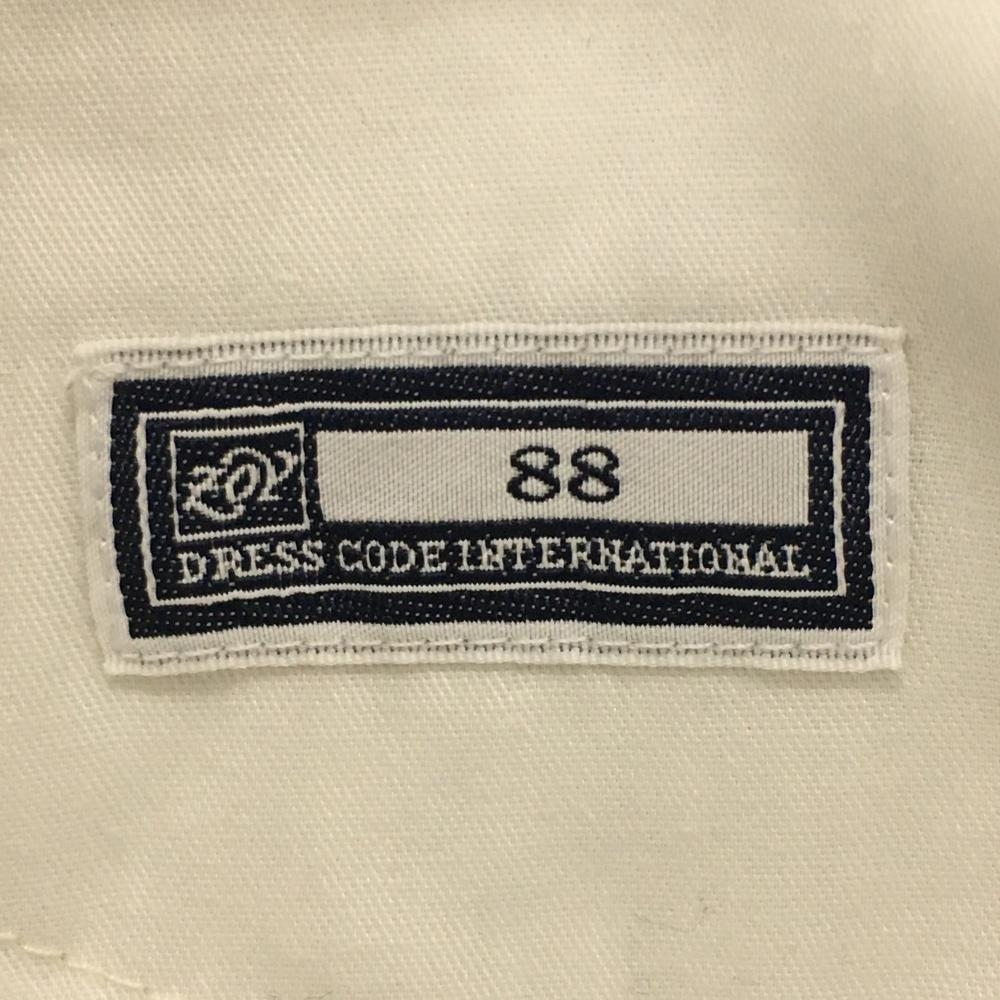 88
DRESS CODE INTERNATIONAL